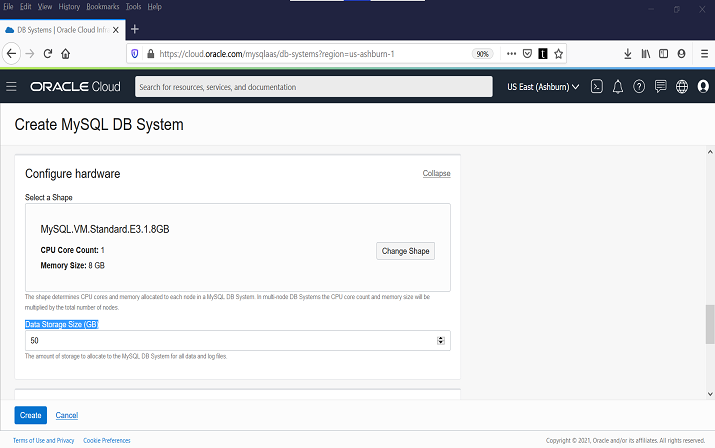 File Edit View History Bookmarks Tools Help
DB Systems | Oracle Cloud Infr
https://cloud.oracle.com/mysqlaas/db-systems?region=us-ashburn-1 90%
ORACLE Cloud Search for resources, services, and documentation US East (Ashburn)
Create MySQL DB System
Configure hardware Collapse
Select a Shape
MySQL.VM.Standard.E3.1.8GB
CPU Core Count: 1
Change Shape
Memory Size: 8 GB
The shape determines CPU cores and memory allocated to each node in a MySQL DB System. In multi-node DB Systems the CPU core count and memory size will be
multiplied by the total number of nodes.
Data Storage Size (GB)
50
The amount of storage to allocate to the MySQL DB System for all data and log files.
Create Cancel
Terms of Use and Privacy Cookie Preferences Copyright © 2021, Oracle and/or its affiliates. All rights reserved.